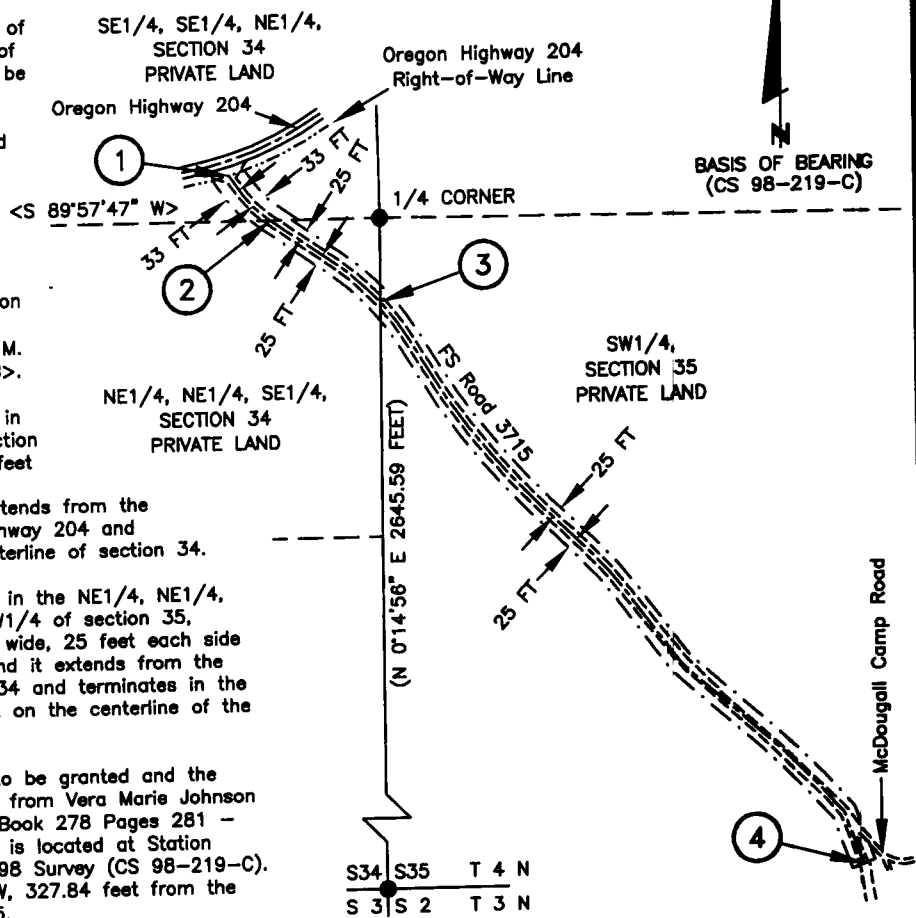 of
of
be
d
on
M.
>.
in
ction
feet
tends from the
hway 204 and
terline of section 34.
in the NE1/4, NE1/4,
W1/4 of section 35,
wide, 25 feet each side
nd it extends from the
34 and terminates in the
on the centerline of the
to be granted and the
from Vera Marie Johnson
Book 278 Pages 281 –
is located at Station
98 Survey (CS 98–219–C).
W, 327.84 feet from the
SE1/4, SE1/4, NE1/4,
SECTION 34
PRIVATE LAND
Oregon Highway 204
Right–of–Way Line
Oregon Highway 204
1
33 FT
25 FT
N
BASIS OF BEARING
(CS 98–219–C)
<S 89°57'47" W>
1/4 CORNER
33 FT
2
25 FT
3
NE1/4, NE1/4, SE1/4,
SECTION 34
PRIVATE LAND
FS Road 3715
SW1/4,
SECTION 35
PRIVATE LAND
25 FT
25 FT
(N 0°14'56" E 2645.59 FEET)
McDougall Camp Road
4
S34 S35 T 4 N
S 3 S 2 T 3 N